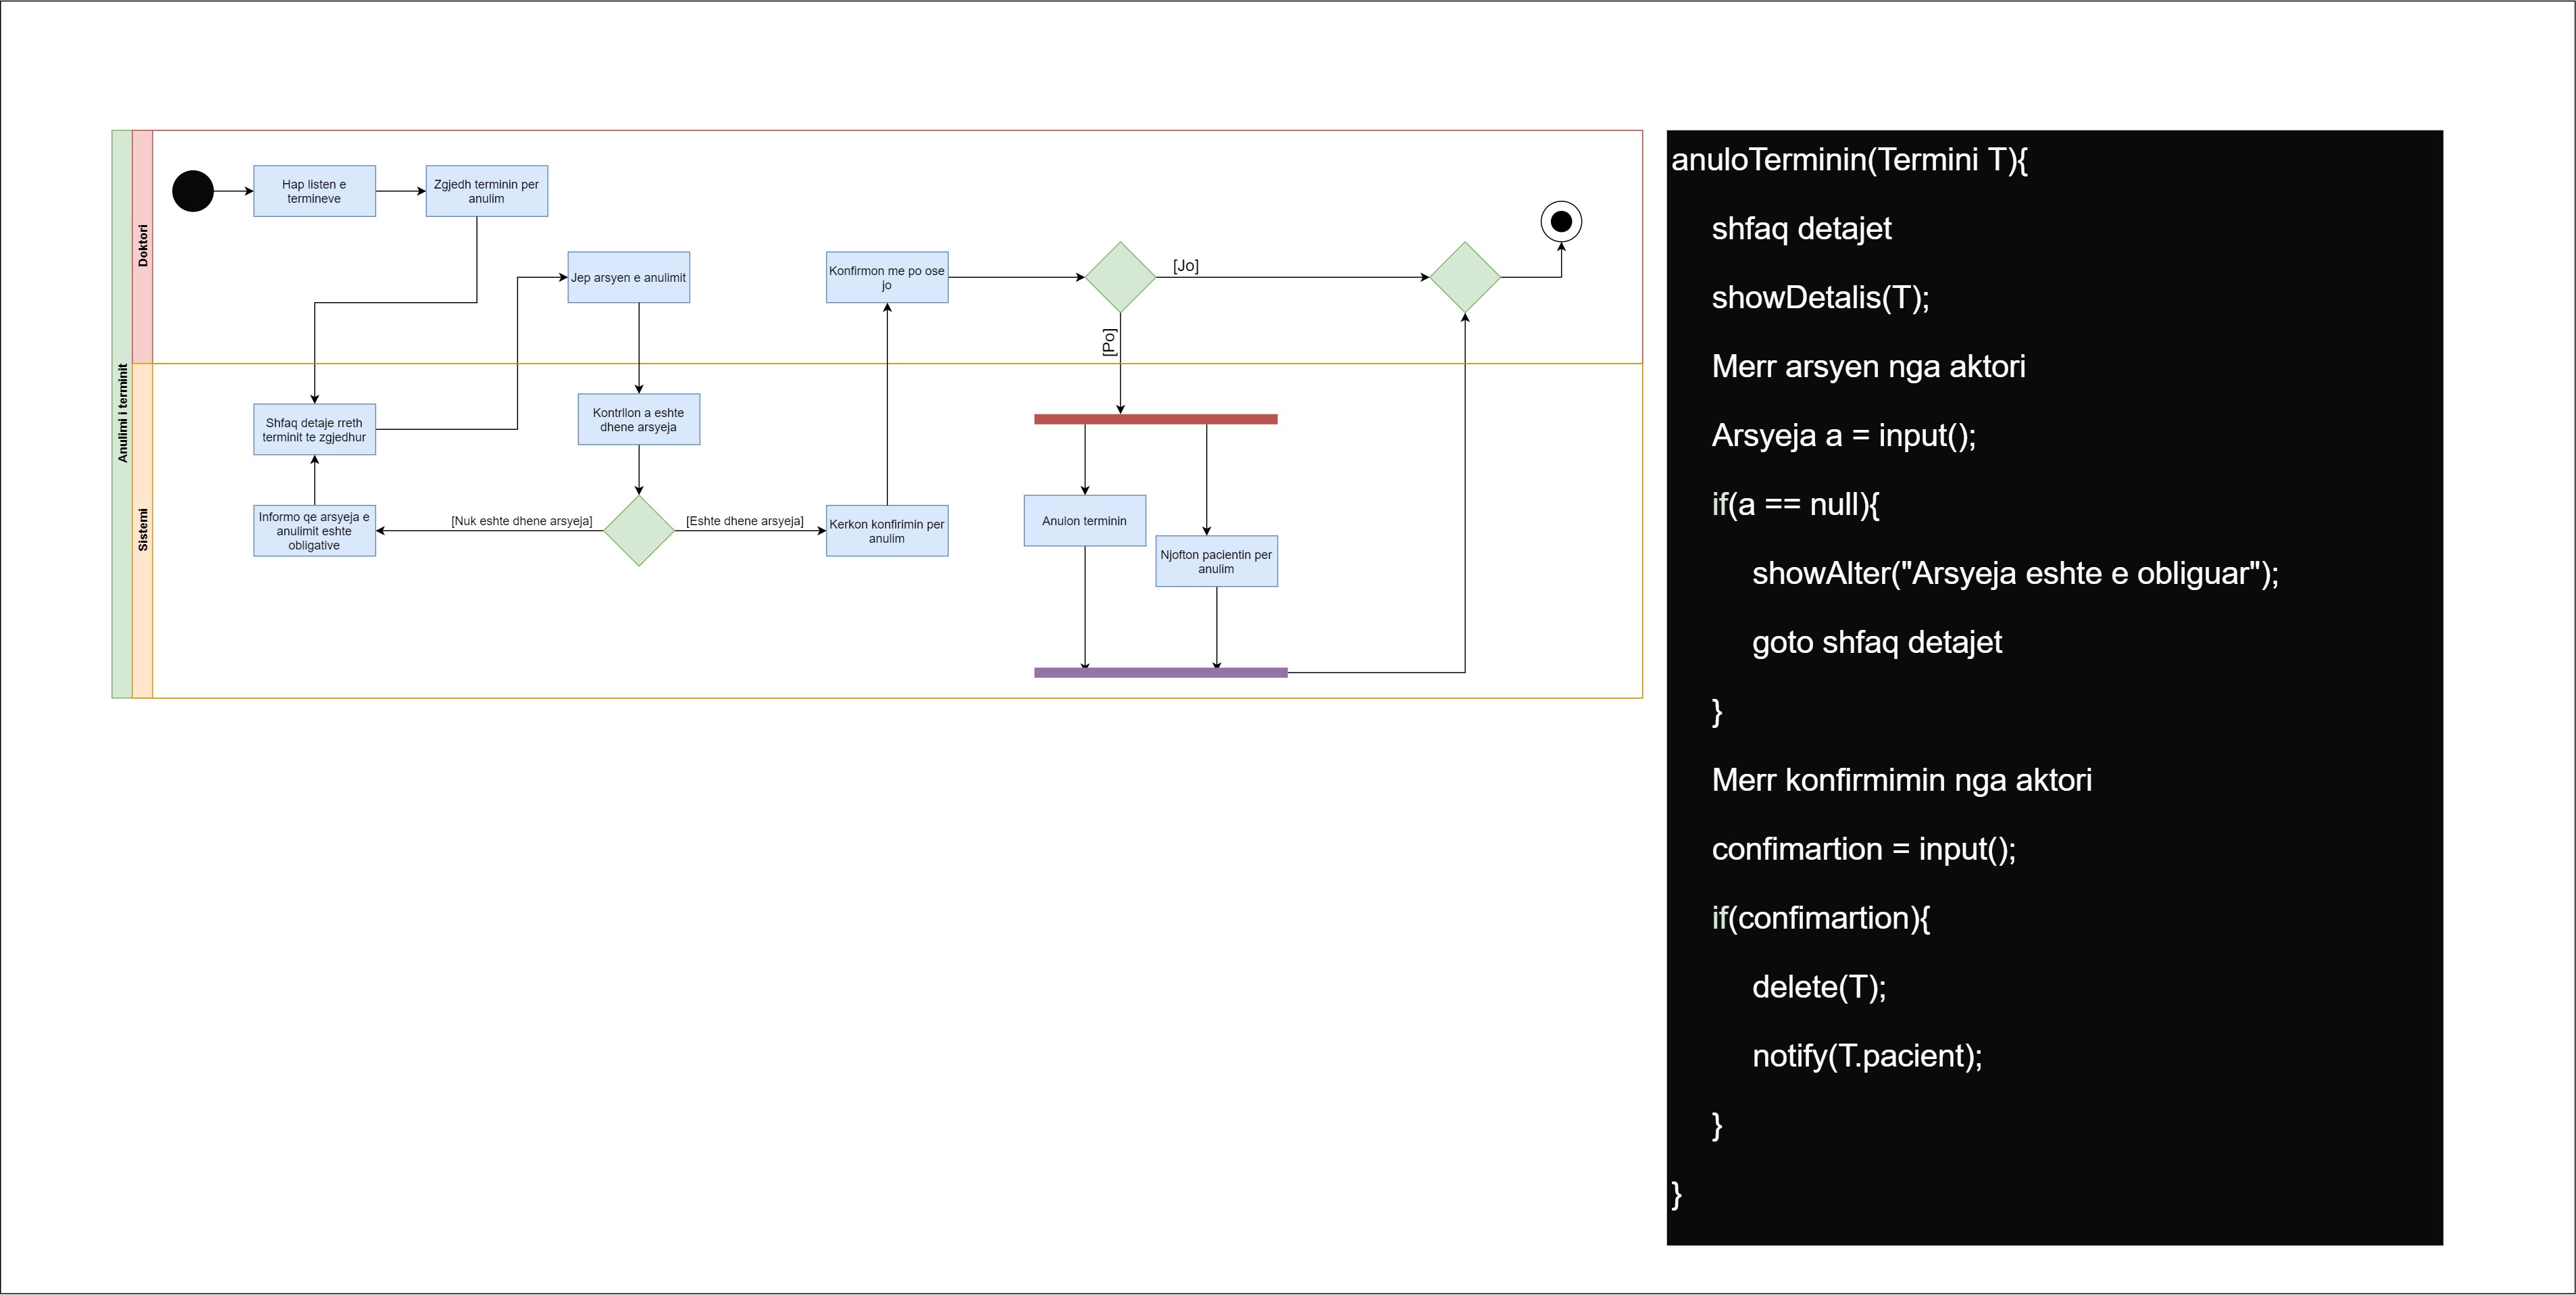 Anulimi i terminit
Doktori
Hap listen e
termineve
Zgjedh terminin per
anulim
Jep arsyen e anulimit
Konfirmon me po ose
jo
[Jo]
[Po]
Sistemi
Shfaq detaje rreth
terminit te zgjedhur
Kontrllon a eshte
dhene arsyeja
Informo qe arsyeja e
anulimit eshte
obligative
[Nuk eshte dhene arsyeja]
[Eshte dhene arsyeja]
Kerkon konfirimin per
anulim
Anulon terminin
Njofton pacientin per
anulim
anuloTerminin(Termini T){
shfaq detajet
showDetalis(T);
Merr arsyen nga aktori
Arsyeja a = input();
if(a == null){
showAlter("Arsyeja eshte e obliguar");
goto shfaq detajet
}
Merr konfirmimin nga aktori
confimartion = input();
if(confimartion){
delete(T);
notify(T.pacient);
}
}